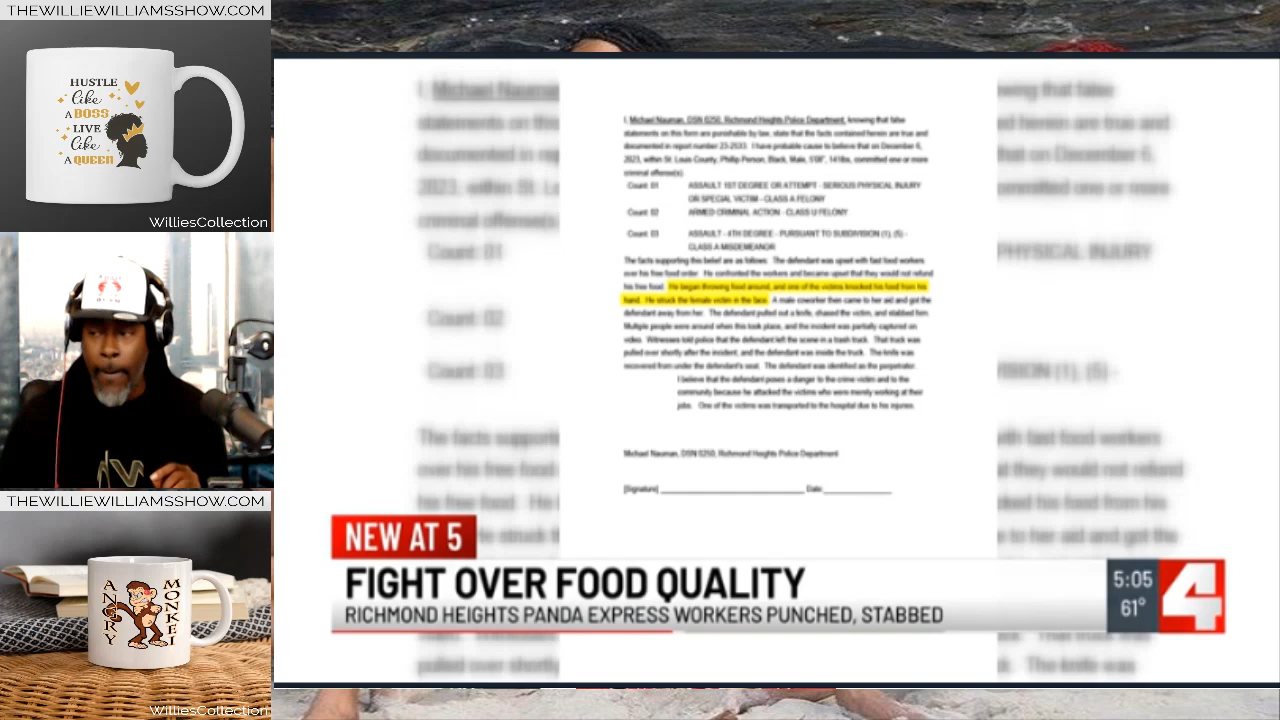 THEWILLIEWILLIAMSSHOW.COM
HUSTLE
Like
A BOSS
LIVE
Like
A QUEEN
WilliesCollection
THEWILLIEWILLIAMSSHOW.COM
ANGRY
MONKEI
WilliesCollection
I, Michael Nauman, DSN 0250, Richmond Heights Police Department, knowing that false
statements on this form are punishable by law, state that the facts contained herein are true and
documented in report number 23-2533. I have probable cause to believe that on December 6,
2023, within St. Louis County, Phillip Person, Black, Male, 5'08", 141lbs, committed one or more
criminal offense(s).
Count: 01 ASSAULT 1ST DEGREE OR ATTEMPT - SERIOUS PHYSICAL INJURY
OR SPECIAL VICTIM - CLASS A FELONY
Count: 02 ARMED CRIMINAL ACTION - CLASS U FELONY
Count: 03 ASSAULT - 4TH DEGREE - PURSUANT TO SUBDIVISION (1), (5) -
CLASS A MISDEMEANOR
The facts supporting this belief are as follows: The defendant was upset with fast food workers
over his free food order. He confronted the workers and became upset that they would not refund
his free food. He began throwing food around, and one of the victims knocked his food from his
hand. He struck the female victim in the face. A male coworker then came to her aid and got the
defendant away from her. The defendant pulled out a knife, chased the victim, and stabbed him.
Multiple people were around when this took place, and the incident was partially captured on
video. Witnesses told police that the defendant left the scene in a trash truck. That truck was
pulled over shortly after the incident, and the defendant was inside the truck. The knife was
recovered from under the defendant's seat. The defendant was identified as the perpetrator.
I believe that the defendant poses a danger to the crime victim and to the
community because he attacked the victims who were merely working at their
jobs. One of the victims was transported to the hospital due to his injuries.
Michael Nauman, DSN 0250, Richmond Heights Police Department
[Signature] Date:
NEW AT 5
FIGHT OVER FOOD QUALITY
RICHMOND HEIGHTS PANDA EXPRESS WORKERS PUNCHED, STABBED
5:05
61°
4